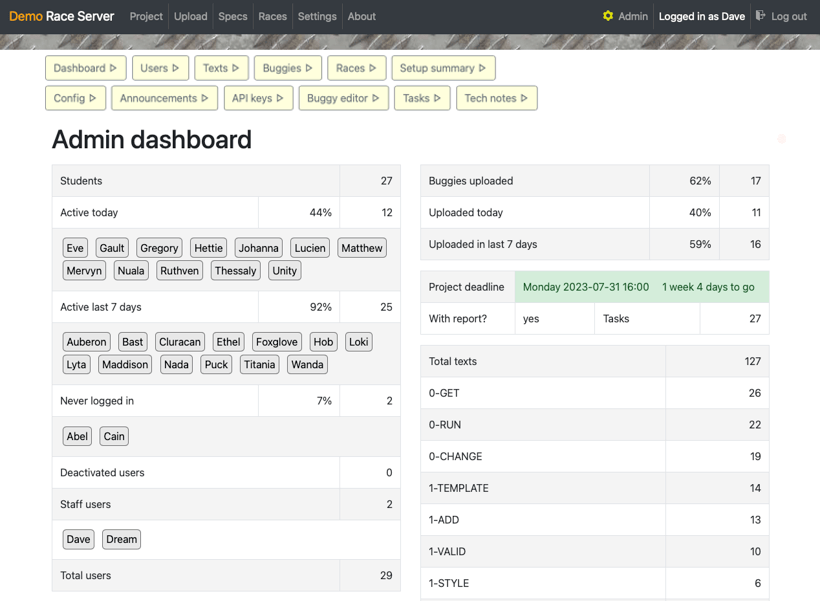 Demo Race Server Project Upload Specs Races Settings About Admin Logged in as Dave Log out
Dashboard Users Texts Buggies Races Setup summary
Config Announcements API keys Buggy editor Tasks Tech notes
Admin dashboard
Students 27
Active today 44% 12
Eve Gault Gregory Hettie Johanna Lucien Matthew
Mervyn Nuala Ruthven Thessaly Unity
Active last 7 days 92% 25
Auberon Bast Cluracan Ethel Foxglove Hob Loki
Lyta Maddison Nada Puck Titania Wanda
Never logged in 7% 2
Abel Cain
Deactivated users 0
Staff users 2
Dave Dream
Total users 29
Buggies uploaded 62% 17
Uploaded today 40% 11
Uploaded in last 7 days 59% 16
Project deadline Monday 2023-07-31 16:00 1 week 4 days to go
With report? yes Tasks 27
Total texts 127
0-GET 26
0-RUN 22
0-CHANGE 19
1-TEMPLATE 14
1-ADD 13
1-VALID 10
1-STYLE 6